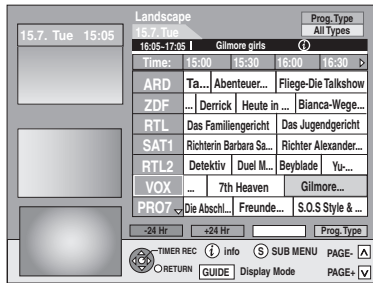 Landscape
Prog. Type
15.7. Tue 15:05
15.7. Tue
All Types
16:05-17:05 Gilmore girls i
Time: 15:00 15:30 16:00 16:30
ARD Ta... Abenteuer... Fliege-Die Talkshow
ZDF ... Derrick Heute in ... Bianca-Wege...
RTL Das Familiengericht Das Jugendgericht
SAT1 Richterin Barbara Sa... Richter Alexander...
RTL2 Detektiv Duel M... Beyblade Yu-...
VOX ... 7th Heaven Gilmore...
PRO7 Die Abschl... Freunde... S.O.S Style & ...
-24 Hr +24 Hr Prog. Type
TIMER REC i info S SUB MENU PAGE-
RETURN GUIDE Display Mode PAGE+